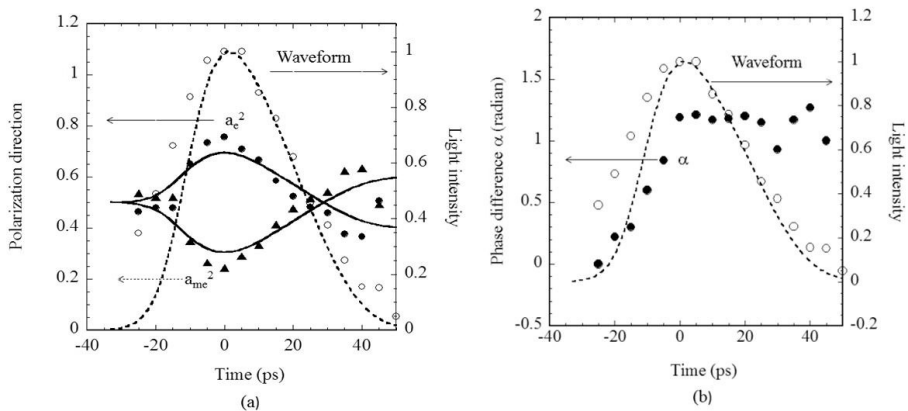 1.2
1
0.8
0.6
0.4
0.2
0
Polarization direction
Waveform
a_e^2
a_me^2
1
0.8
0.6
0.4
0.2
0
Light intensity
-40 -20 0 20 40
Time (ps)
(a)
2
1.5
1
0.5
0
-0.5
Phase difference α (radian)
Waveform
α
1.2
1
0.8
0.6
0.4
0.2
0
-0.2
Light intensity
-40 -20 0 20 40
Time (ps)
(b)